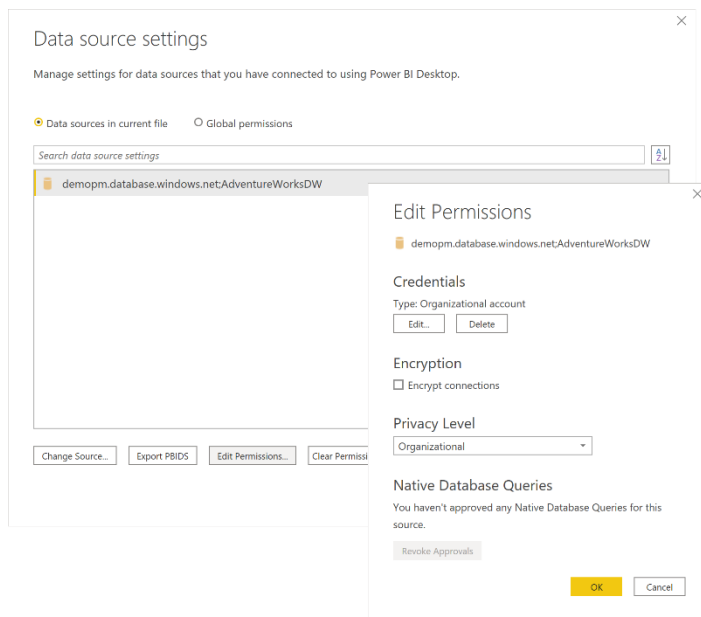 Data source settings
Manage settings for data sources that you have connected to using Power BI Desktop.
Data sources in current file
Global permissions
Search data source settings
A
Z
demopm.database.windows.net;AdventureWorksDW
Change Source...
Export PBIDS
Edit Permissions...
Clear Permissi
Edit Permissions
demopm.database.windows.net;AdventureWorksDW
Credentials
Type: Organizational account
Edit...
Delete
Encryption
Encrypt connections
Privacy Level
Organizational
Native Database Queries
You haven't approved any Native Database Queries for this
source.
Revoke Approvals
OK
Cancel